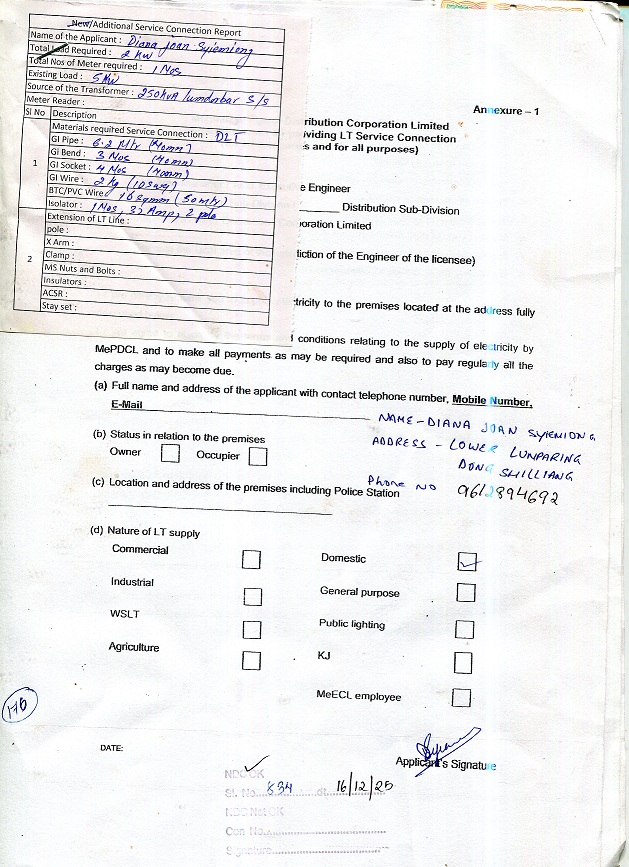 New/Additional Service Connection Report
Name of the Applicant : Diana Joan Syiemiong
Total Load Required : 2 KW
Total Nos of Meter required : 1 Nos
Existing Load : 5 KW
Source of the Transformer : 250 KVA Lumdorbar S/S
Meter Reader :
Sl No Description
Materials required Service Connection : DLT
1
GI Pipe : 6.2 Mtr (40mm)
GI Bend : 3 Nos (40mm)
GI Socket : 4 Nos (40mm)
GI Wire : 2 Kg (10 swg)
BTC/PVC Wire 16 sqmm (50 mtr)
Isolator : 1 Nos, 32 Amp, 2 pole
2
Extension of LT Line :
pole :
X Arm :
Clamp :
MS Nuts and Bolts :
Insulators :
ACSR :
Stay set :
Annexure – 1
ribution Corporation Limited
viding LT Service Connection
s and for all purposes)
e Engineer
Distribution Sub-Division
oration Limited
diction of the Engineer of the licensee)
tricity to the premises located at the address fully
conditions relating to the supply of electricity by
MePDCL and to make all payments as may be required and also to pay regularly all the
charges as may become due.
(a) Full name and address of the applicant with contact telephone number, Mobile Number,
E-Mail
NAME - DIANA JOAN SYIEMIONG
ADDRESS - LOWER LUMPARING
DONG SHILLIANG
(b) Status in relation to the premises
Owner Occupier
Phone NO 9612894692
(c) Location and address of the premises including Police Station
(d) Nature of LT supply
Commercial Domestic
Industrial General purpose
WSLT Public lighting
Agriculture KJ
MeECL employee
176
DATE:
Applicant's Signature
NDC OK
Sl. No. 834 dt. 16/12/25
NDC Not OK
Con No.
Signature